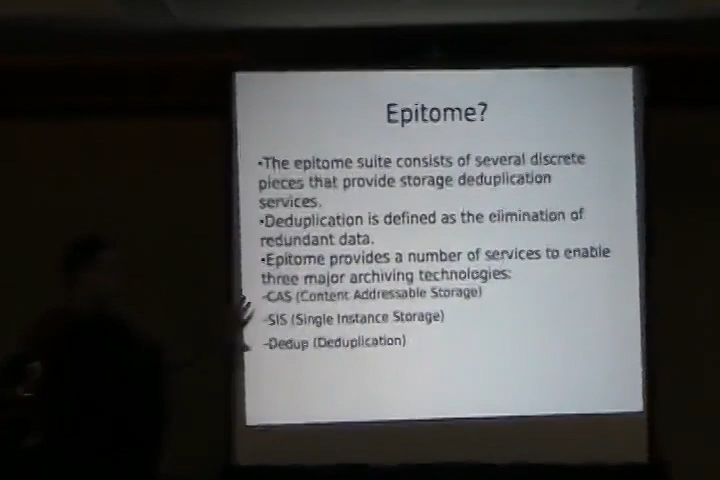 Epitome?
•The epitome suite consists of several discrete
pieces that provide storage deduplication
services.
•Deduplication is defined as the elimination of
redundant data.
•Epitome provides a number of services to enable
three major archiving technologies:
-CAS (Content Addressable Storage)
-SIS (Single Instance Storage)
-Dedup (Deduplication)